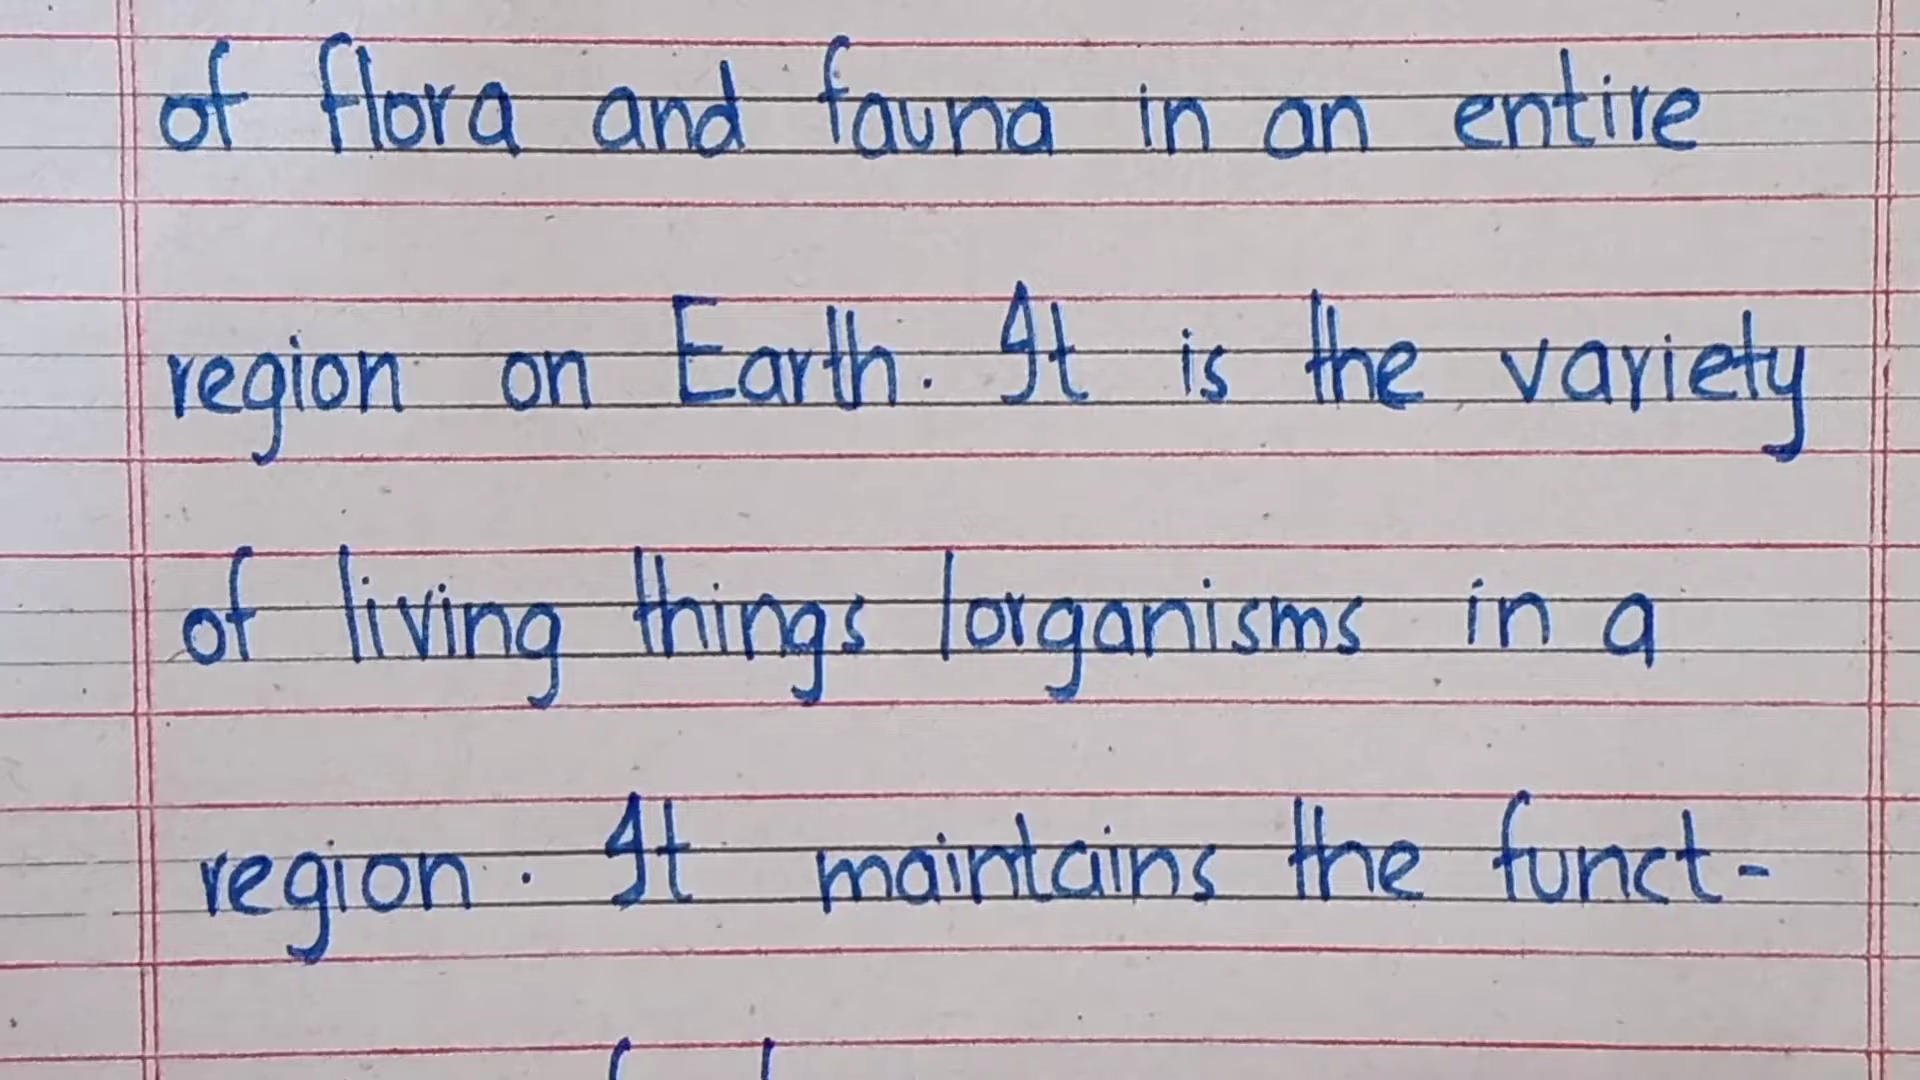 of flora and fauna in an entire
region on Earth. It is the variety
of living things /organisms in a
region. It maintains the funct-